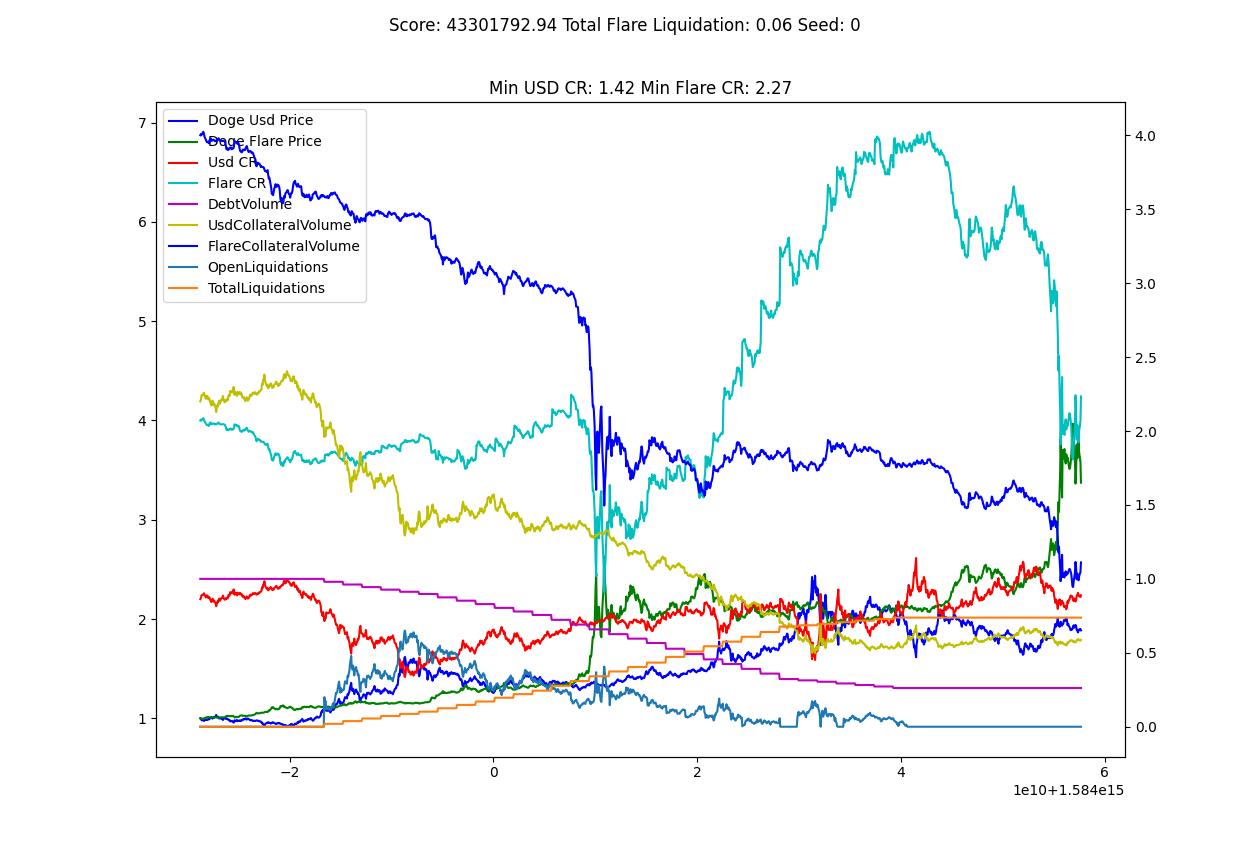 Score: 43301792.94 Total Flare Liquidation: 0.06 Seed: 0
Min USD CR: 1.42 Min Flare CR: 2.27
Doge Usd Price
Doge Flare Price
Usd CR
Flare CR
DebtVolume
UsdCollateralVolume
FlareCollateralVolume
OpenLiquidations
TotalLiquidations
7
6
5
4
3
2
1
4.0
3.5
3.0
2.5
2.0
1.5
1.0
0.5
0.0
−2 0 2 4 6
1e10+1.584e15